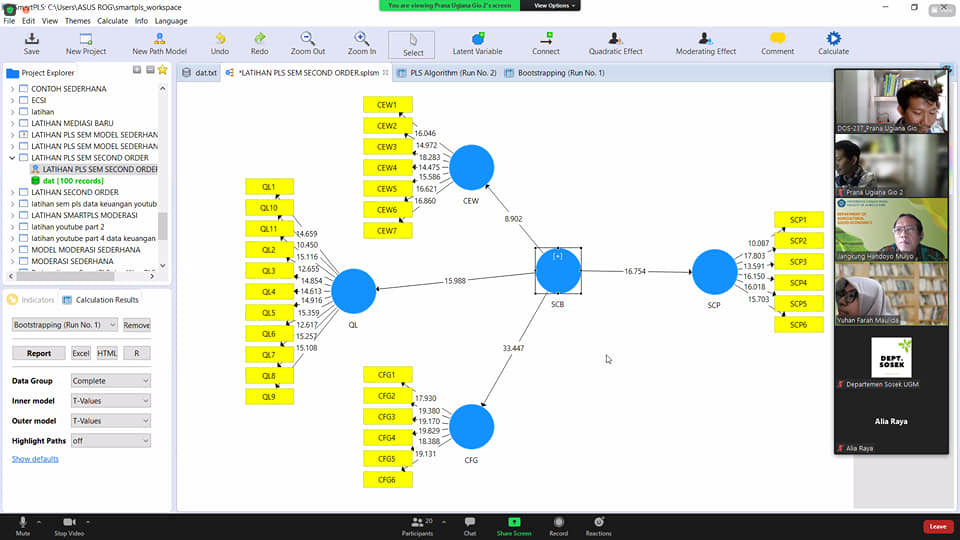 SmartPLS: C:\Users\ASUS ROG\smartpls_workspace
You are viewing Prana Ugiana Gio 2's screen
View Options
File Edit View Themes Calculate Info Language
Save
New Project
New Path Model
Undo
Redo
Zoom Out
Zoom In
Select
Latent Variable
Connect
Quadratic Effect
Moderating Effect
Comment
Calculate
Project Explorer
CONTOH SEDERHANA
ECSI
latihan
LATIHAN MEDIASI BARU
LATIHAN PLS SEM MODEL SEDERHAN
LATIHAN PLS SEM MODEL SEDERHAN
LATIHAN PLS SEM SECOND ORDER
LATIHAN PLS SEM SECOND ORDE
dat [100 records]
LATIHAN SECOND ORDER
latihan sem pls data keuangan youtub
LATIHAN SMARTPLS MODERASI
latihan youtube part 2
latihan youtube part 4 data keuangan
MODEL MODERASI SEDERHANA
MODERASI SEDERHANA
Indicators
Calculation Results
Bootstrapping (Run No. 1)
Remove
Report
Excel
HTML
R
Data Group
Complete
Inner model
T-Values
Outer model
T-Values
Highlight Paths
off
Show defaults
dat.txt
*LATIHAN PLS SEM SECOND ORDER.splsm
PLS Algorithm (Run No. 2)
Bootstrapping (Run No. 1)
CEW1
CEW2
CEW3
CEW4
CEW5
CEW6
CEW7
16.046
14.972
18.283
14.475
15.586
16.621
16.860
CEW
8.902
QL1
QL10
QL11
QL2
QL3
QL4
QL5
QL6
QL7
QL8
QL9
14.659
10.450
15.116
12.655
14.854
14.613
14.916
15.359
12.617
15.257
15.108
QL
15.988
[+]
SCB
16.754
SCP
10.087
17.803
13.591
16.150
16.018
15.703
SCP1
SCP2
SCP3
SCP4
SCP5
SCP6
33.447
CFG1
CFG2
CFG3
CFG4
CFG5
CFG6
17.930
19.380
19.170
19.829
18.388
19.131
CFG
DOS-237_Prana Ugiana Gio
Prana Ugiana Gio 2
DEPARTMENT OF
AGRICULTURAL
SOCIO-ECONOMICS
Jangkung Handoyo Mulyo
Yuhan Farah Maulida
DEPT.
SOSEK
Departemen Sosek UGM
Alia Raya
Alia Raya
Mute
Stop Video
Participants
20
Chat
Share Screen
Record
Reactions
Leave